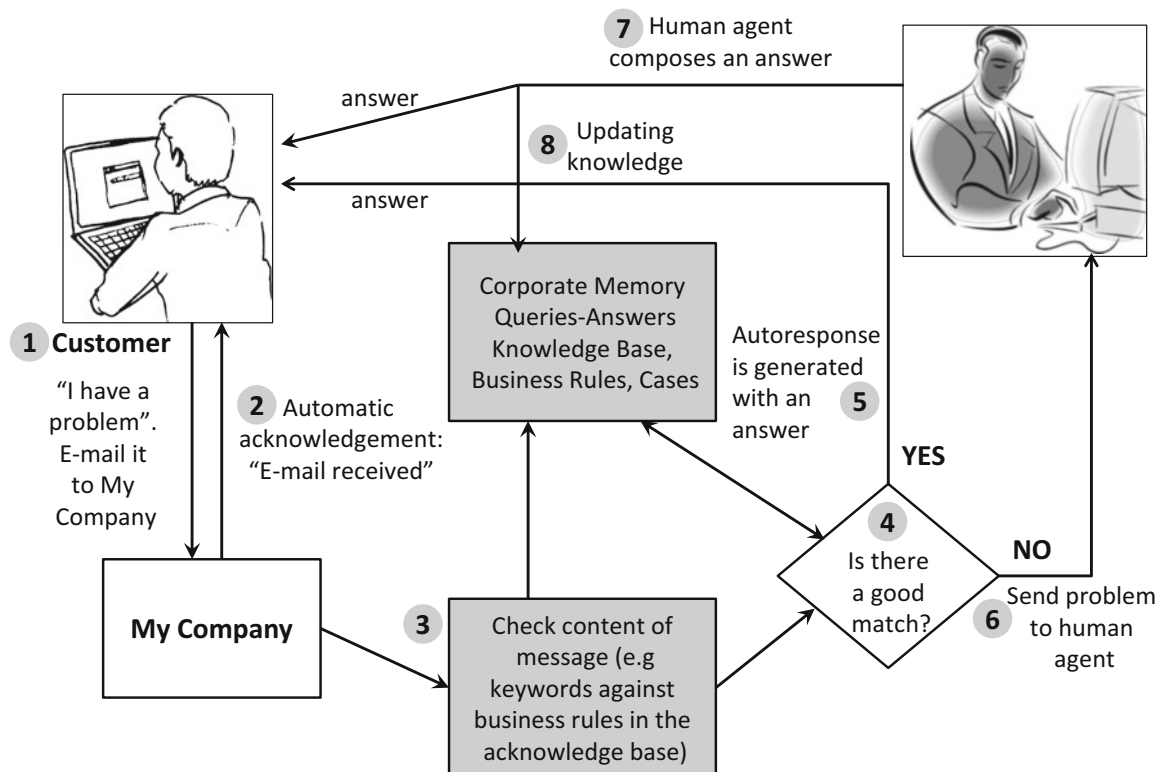 7 Human agent
composes an answer
answer
8 Updating
knowledge
answer
Corporate Memory
Queries-Answers
Knowledge Base,
Business Rules, Cases
1 Customer
“I have a
problem”.
E-mail it
to My
Company
2 Automatic
acknowledgement:
“E-mail received”
Autoresponse
is generated
with an
answer
5
YES
4
Is there
a good
match?
NO
6 Send problem
to human
agent
My Company
3
Check content of
message (e.g
keywords against
business rules in the
acknowledge base)